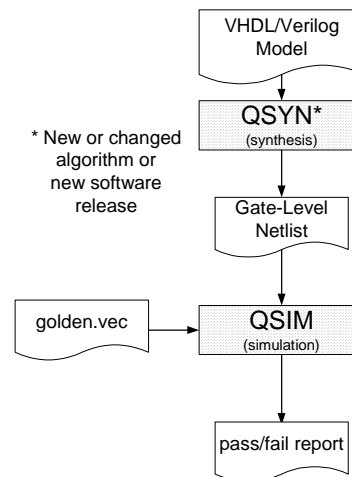 VHDL/Verilog
Model
QSYN*
(synthesis)
* New or changed
algorithm or
new software
release
Gate-Level
Netlist
golden.vec
QSIM
(simulation)
pass/fail report